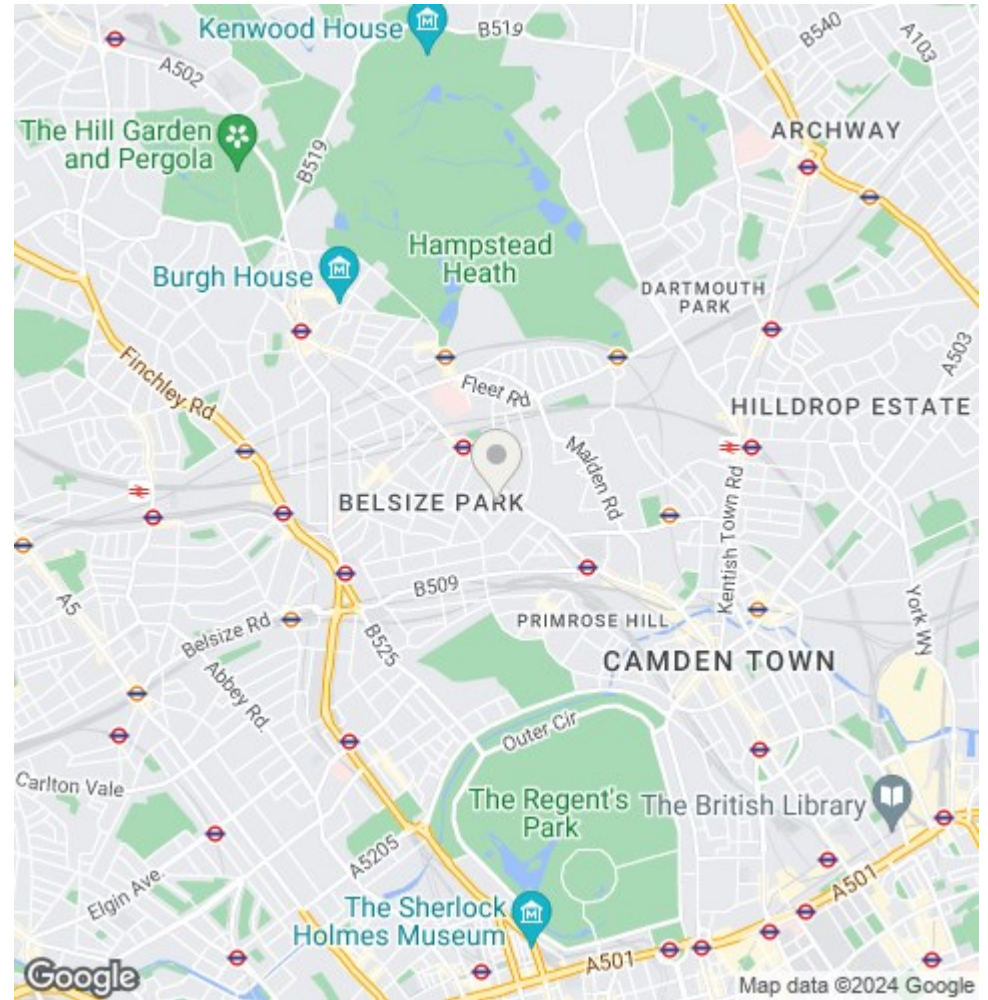 Kenwood House
B519
B540
A103
A502
The Hill Garden
and Pergola
B519
ARCHWAY
Hampstead
Heath
Burgh House
DARTMOUTH
PARK
A503
Finchley Rd
Fleet Rd
HILLDROP ESTATE
Malden Rd
BELSIZE PARK
Kentish Town Rd
A5
B509
York Wy
Belsize Rd
B525
PRIMROSE HILL
CAMDEN TOWN
Abbey Rd.
Outer Cir
Carlton Vale
The Regent's
Park
The British Library
A5205
Elgin Ave.
A501
The Sherlock
Holmes Museum
A501
Google
Map data ©2024 Google